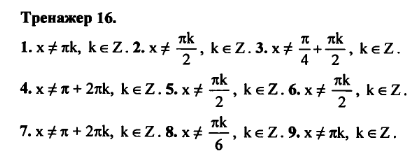 Тренажер 16.
1. x ≠ πk, k ∈ Z. 2. x ≠ πk/2, k ∈ Z. 3. x ≠ π/4 + πk/2, k ∈ Z.
4. x ≠ π + 2πk, k ∈ Z. 5. x ≠ πk/2, k ∈ Z. 6. x ≠ πk/2, k ∈ Z.
7. x ≠ π + 2πk, k ∈ Z. 8. x ≠ πk/6, k ∈ Z. 9. x ≠ πk, k ∈ Z.